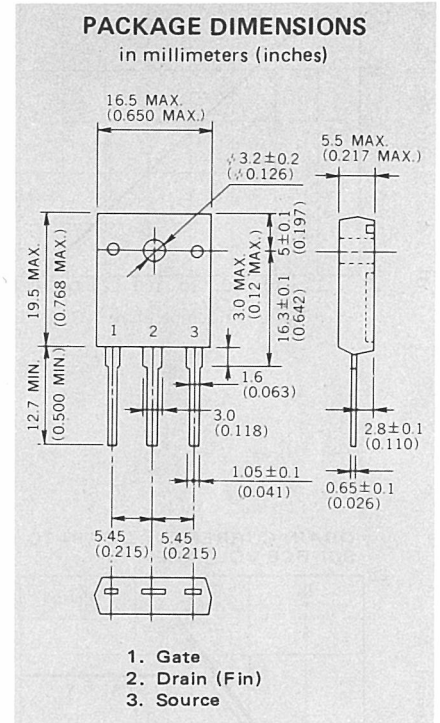 PACKAGE DIMENSIONS
in millimeters (inches)
16.5 MAX.
(0.650 MAX.)
5.5 MAX.
(0.217 MAX.)
ϕ3.2±0.2
(ϕ0.126)
19.5 MAX.
(0.768 MAX.)
12.7 MIN.
(0.500 MIN.)
5±0.1
(0.197)
3.0 MAX.
(0.12 MAX.)
16.3±0.1
(0.642)
1 2 3
1.6
(0.063)
3.0
(0.118)
2.8±0.1
(0.110)
1.05±0.1
(0.041)
0.65±0.1
(0.026)
5.45
(0.215)
5.45
(0.215)
1. Gate
2. Drain (Fin)
3. Source